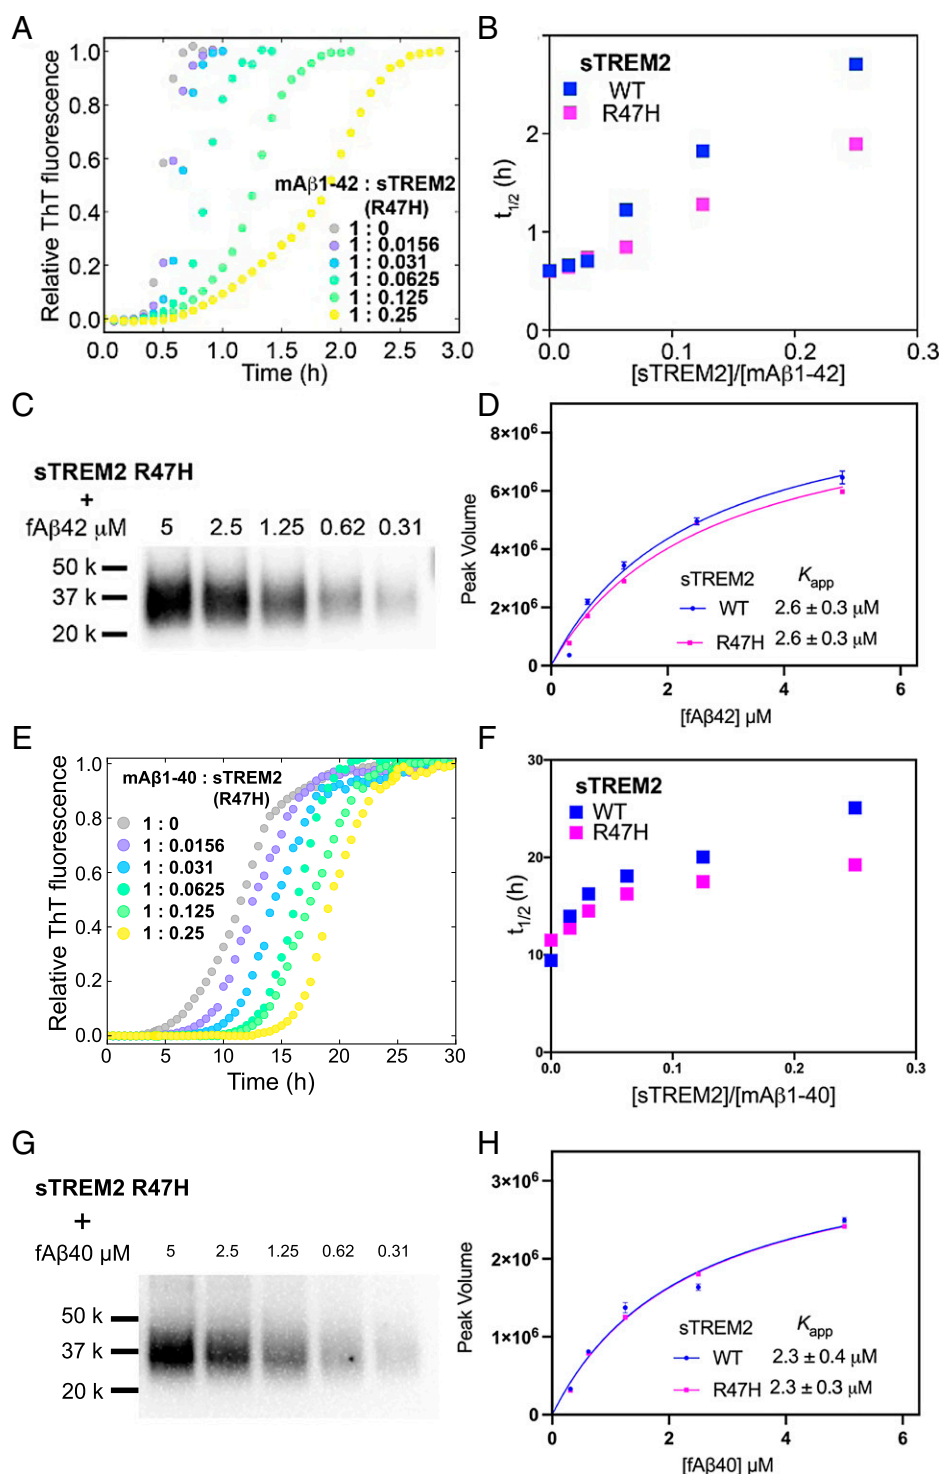 A
1.0
0.8
0.6
0.4
0.2
0.0
Relative ThT fluorescence
mAβ1-42 : sTREM2
(R47H)
1 : 0
1 : 0.0156
1 : 0.031
1 : 0.0625
1 : 0.125
1 : 0.25
0.0 0.5 1.0 1.5 2.0 2.5 3.0
Time (h)
B
sTREM2
WT
R47H
3
2
1
0
t1/2 (h)
0.0 0.1 0.2 0.3
[sTREM2]/[mAβ1-42]
C
sTREM2 R47H
+
fAβ42 μM 5 2.5 1.25 0.62 0.31
50 k
37 k
20 k
D
8×10⁶
6×10⁶
4×10⁶
2×10⁶
0
Peak Volume
sTREM2 Kapp
WT 2.6 ± 0.3 μM
R47H 2.6 ± 0.3 μM
0 2 4 6
[fAβ42] μM
E
1.0
0.8
0.6
0.4
0.2
0.0
Relative ThT fluorescence
mAβ1-40 : sTREM2
(R47H)
1 : 0
1 : 0.0156
1 : 0.031
1 : 0.0625
1 : 0.125
1 : 0.25
0 5 10 15 20 25 30
Time (h)
F
30
20
10
0
t1/2 (h)
sTREM2
WT
R47H
0.0 0.1 0.2 0.3
[sTREM2]/[mAβ1-40]
G
sTREM2 R47H
+
fAβ40 μM 5 2.5 1.25 0.62 0.31
50 k
37 k
20 k
H
3×10⁶
2×10⁶
1×10⁶
0
Peak Volume
sTREM2 Kapp
WT 2.3 ± 0.4 μM
R47H 2.3 ± 0.3 μM
0 2 4 6
[fAβ40] μM